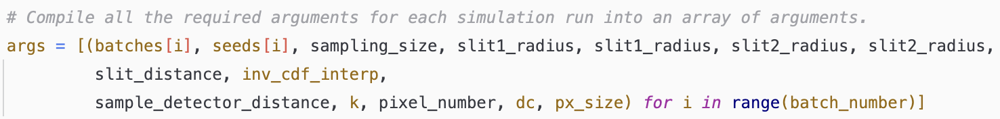 # Compile all the required arguments for each simulation run into an array of arguments.
args = [(batches[i], seeds[i], sampling_size, slit1_radius, slit1_radius, slit2_radius, slit2_radius,
slit_distance, inv_cdf_interp,
sample_detector_distance, k, pixel_number, dc, px_size) for i in range(batch_number)]